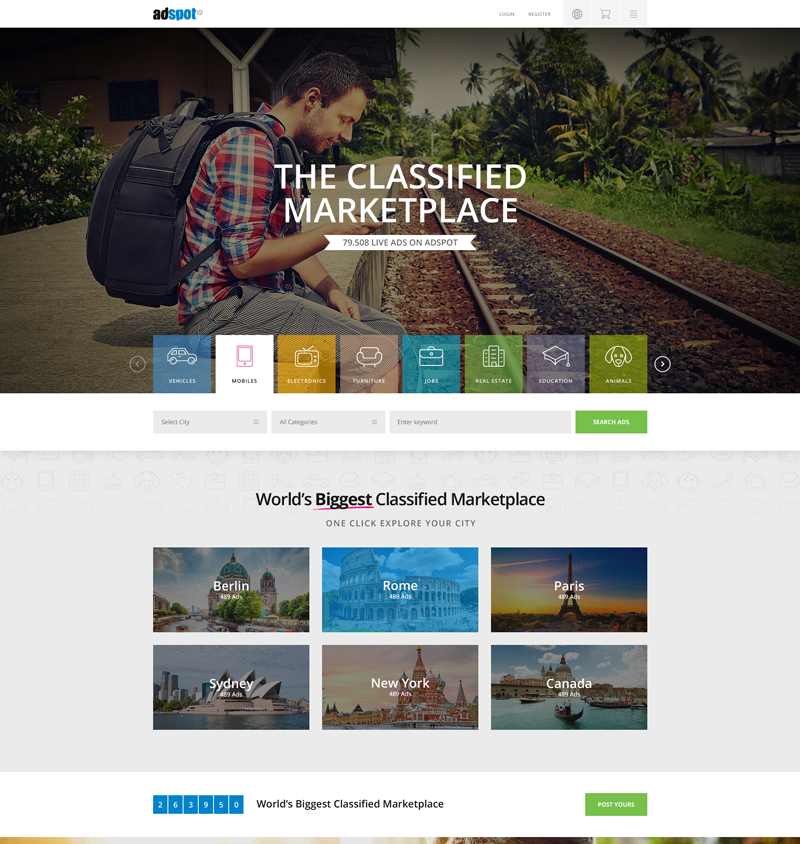 adspot
LOGIN
REGISTER
THE CLASSIFIED
MARKETPLACE
79.508 LIVE ADS ON ADSPOT
VEHICLES
MOBILES
ELECTRONICS
FURNITURE
JOBS
REAL ESTATE
EDUCATION
ANIMALS
Select City
All Categories
Enter keyword
SEARCH ADS
World's Biggest Classified Marketplace
ONE CLICK EXPLORE YOUR CITY
Berlin
489 Ads
Rome
489 Ads
Paris
489 Ads
Sydney
489 Ads
New York
489 Ads
Canada
489 Ads
2 6 3 9 5 0
World's Biggest Classified Marketplace
POST YOURS